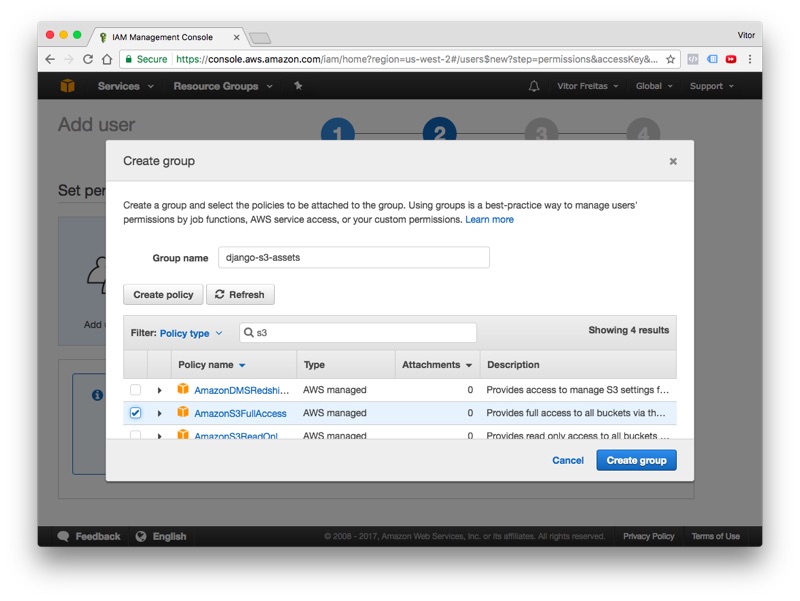 IAM Management Console
Vitor
Secure https://console.aws.amazon.com/iam/home?region=us-west-2#/users$new?step=permissions&accessKey&...
Services Resource Groups Vitor Freitas Global Support
Add user
1 2 3 4
Set per
Create group
Create a group and select the policies to be attached to the group. Using groups is a best-practice way to manage users'
permissions by job functions, AWS service access, or your custom permissions. Learn more
Group name django-s3-assets
Create policy Refresh
Filter: Policy type s3 Showing 4 results
Policy name Type Attachments Description
AmazonDMSRedshi... AWS managed 0 Provides access to manage S3 settings f...
AmazonS3FullAccess AWS managed 0 Provides full access to all buckets via th...
AmazonS3ReadOnl... AWS managed 0 Provides read only access to all buckets ...
Add
Cancel Create group
Feedback English © 2008 - 2017, Amazon Web Services, Inc. or its affiliates. All rights reserved. Privacy Policy Terms of Use